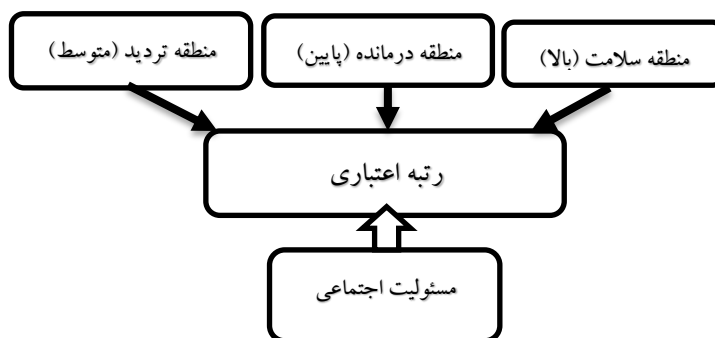 منطقه سلامت (بالا)
منطقه درمانده (پایین)
منطقه تردید (متوسط)
رتبه اعتباری
مسئولیت اجتماعی